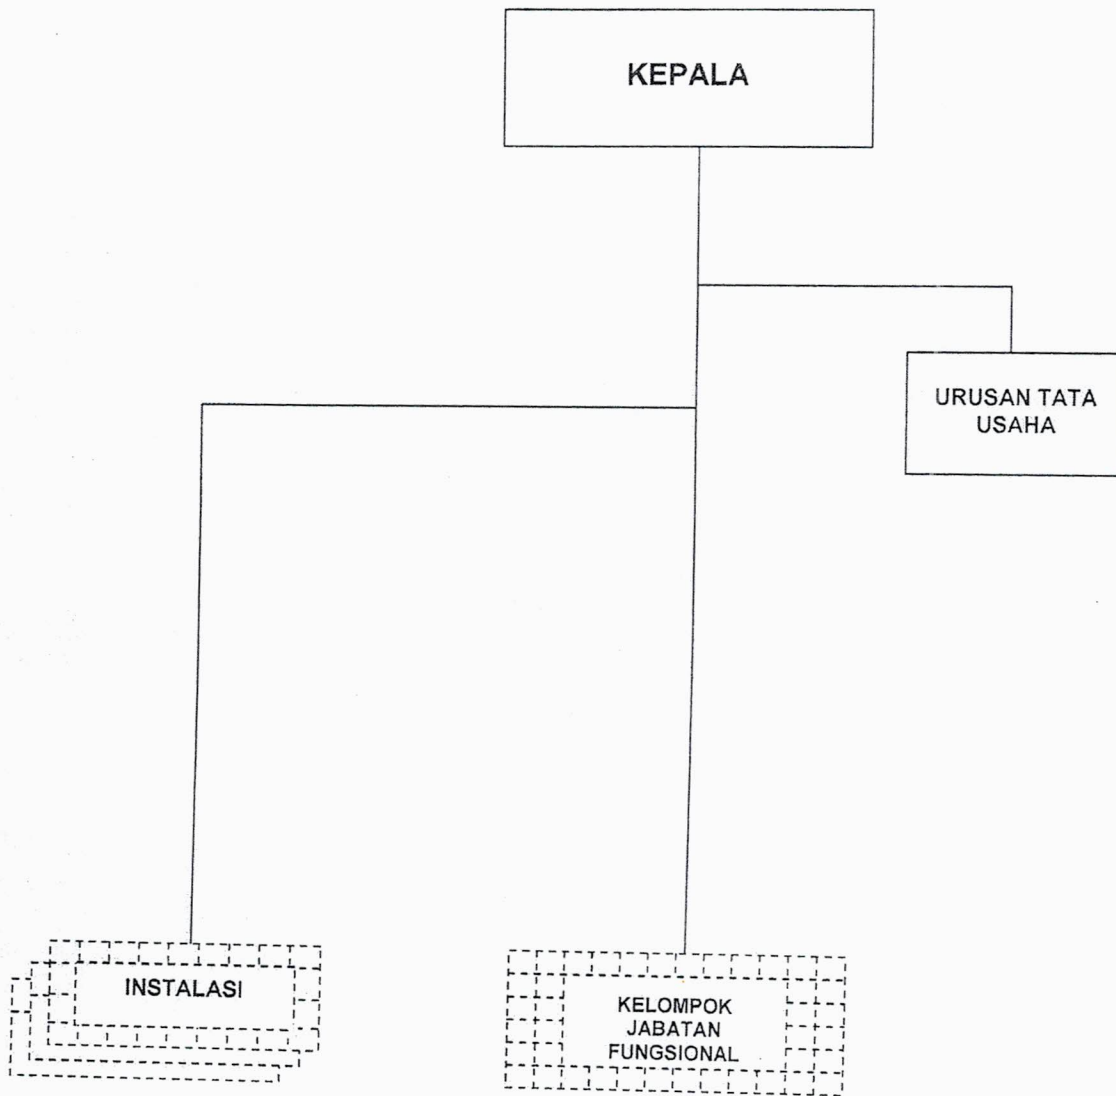 KEPALA
URUSAN TATA
USAHA
INSTALASI
KELOMPOK
JABATAN
FUNGSIONAL